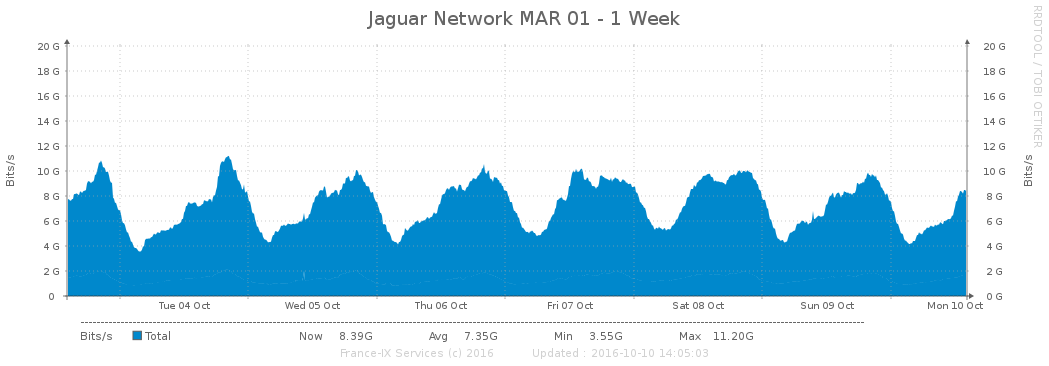 Jaguar Network MAR 01 - 1 Week
RRDTOOL / TOBI OETIKER
Bits/s
Bits/s
20 G 20 G
18 G 18 G
16 G 16 G
14 G 14 G
12 G 12 G
10 G 10 G
8 G 8 G
6 G 6 G
4 G 4 G
2 G 2 G
0 0 G
Tue 04 Oct Wed 05 Oct Thu 06 Oct Fri 07 Oct Sat 08 Oct Sun 09 Oct Mon 10 Oct
Bits/s Total Now 8.39G Avg 7.35G Min 3.55G Max 11.20G
France-IX Services (c) 2016 Updated : 2016-10-10 14:05:03